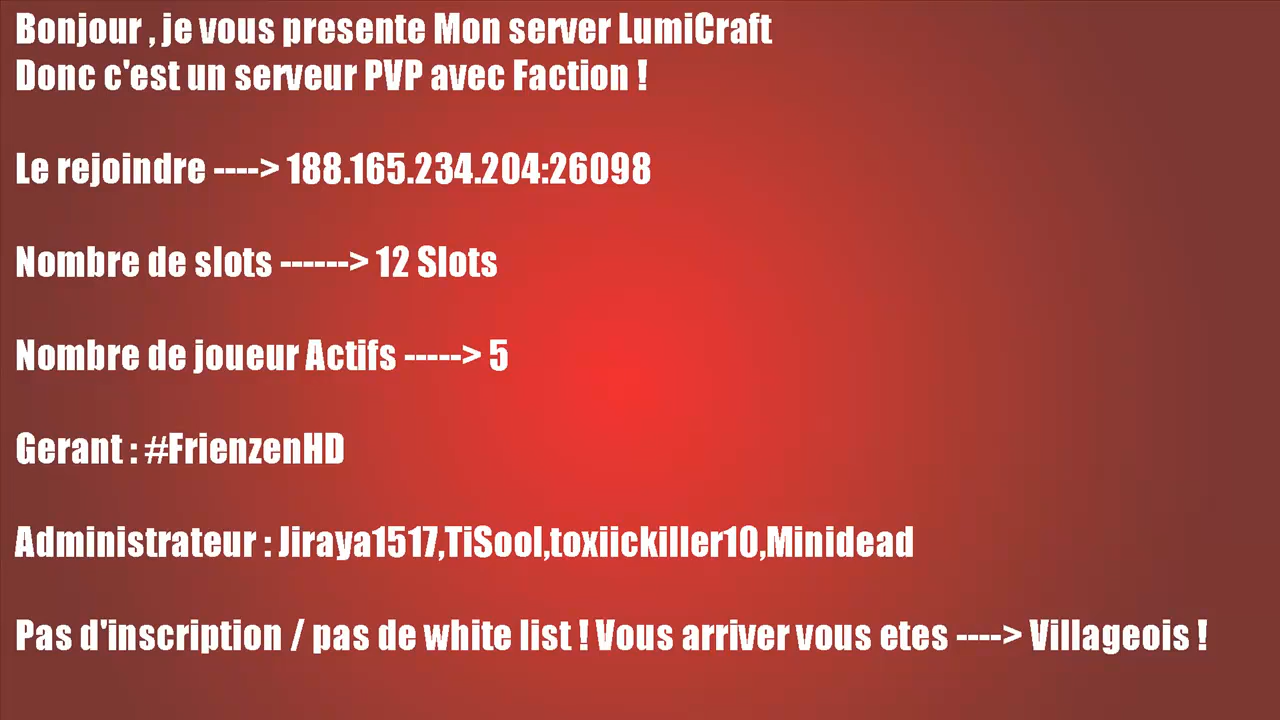 Bonjour , je vous presente Mon server LumiCraft
Donc c'est un serveur PVP avec Faction !
Le rejoindre ----> 188.165.234.204:26098
Nombre de slots ------> 12 Slots
Nombre de joueur Actifs -----> 5
Gerant : #FrienzenHD
Administrateur : Jiraya1517,TiSool,toxiickiller10,Minidead
Pas d'inscription / pas de white list ! Vous arriver vous etes ----> Villageois !